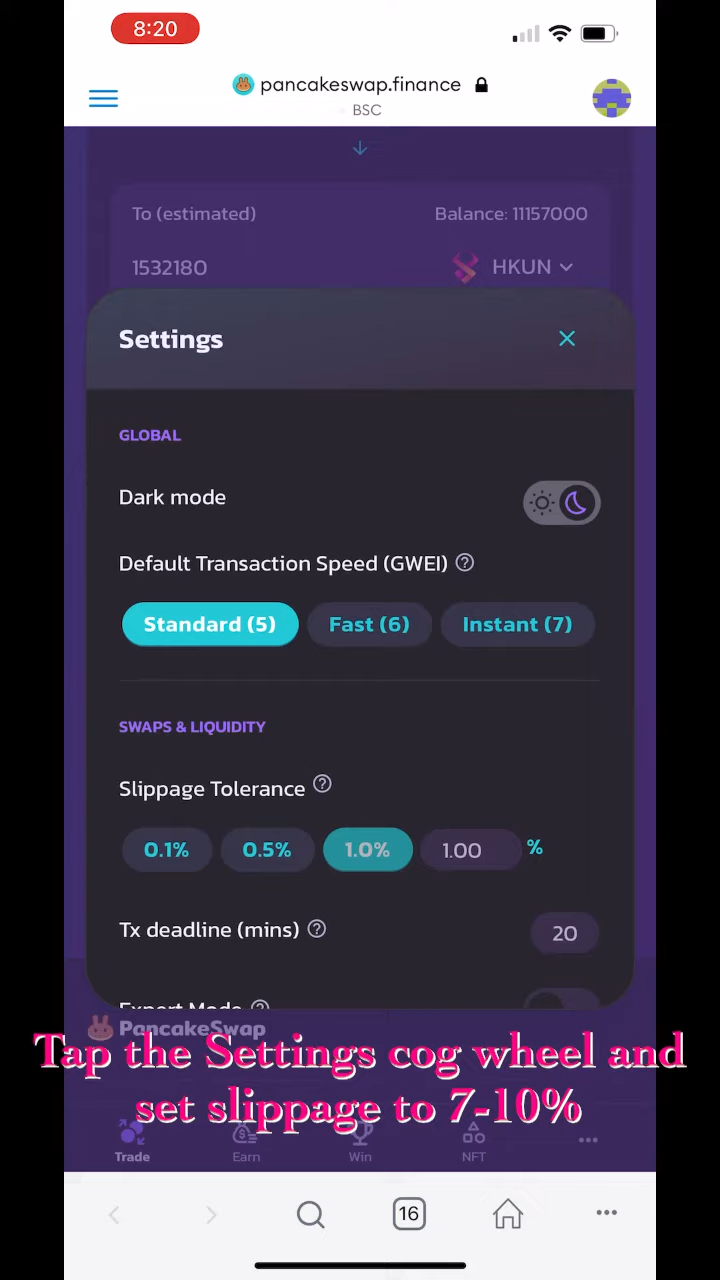 8:20
pancakeswap.finance
BSC
To (estimated) Balance: 11157000
1532180 HKUN
Settings
GLOBAL
Dark mode
Default Transaction Speed (GWEI)
Standard (5) Fast (6) Instant (7)
SWAPS & LIQUIDITY
Slippage Tolerance
0.1% 0.5% 1.0% 1.00 %
Tx deadline (mins) 20
Expert Mode
PancakeSwap
Tap the Settings cog wheel and
set slippage to 7-10%
Trade Earn Win NFT
16